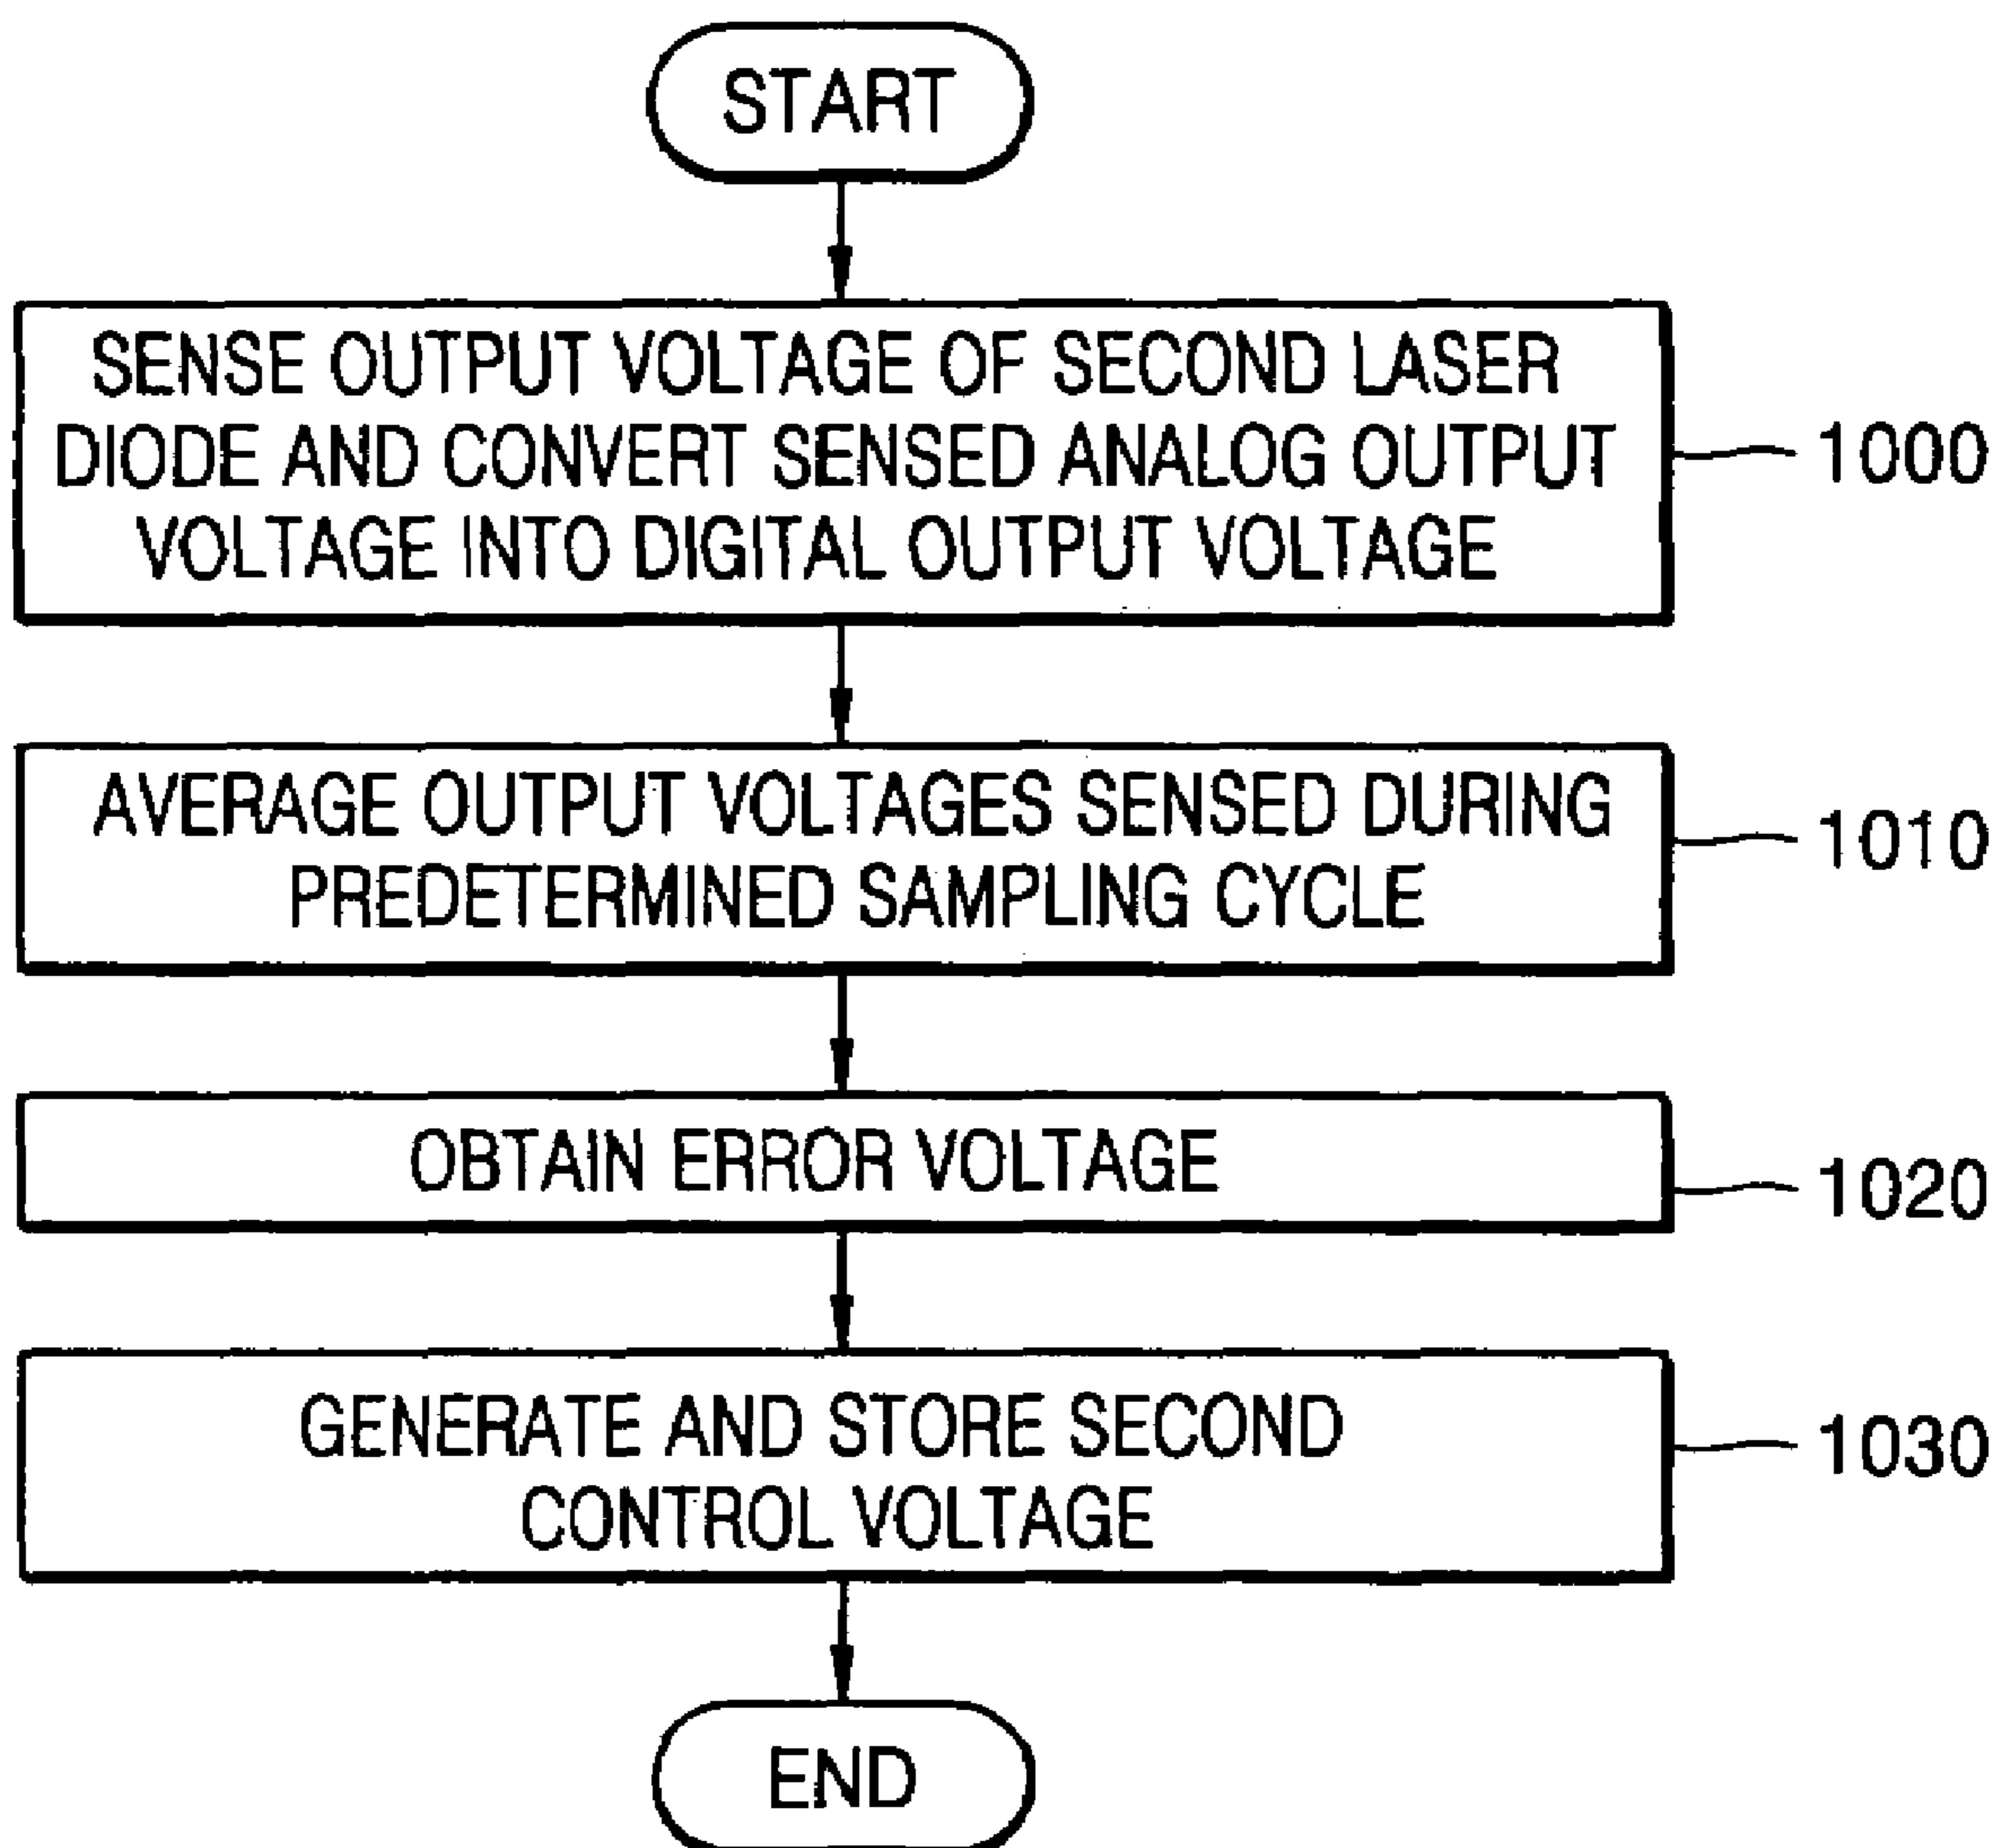 START
SENSE OUTPUT VOLTAGE OF SECOND LASER
DIODE AND CONVERT SENSED ANALOG OUTPUT
VOLTAGE INTO DIGITAL OUTPUT VOLTAGE
1000
AVERAGE OUTPUT VOLTAGES SENSED DURING
PREDETERMINED SAMPLING CYCLE
1010
OBTAIN ERROR VOLTAGE
1020
GENERATE AND STORE SECOND
CONTROL VOLTAGE
1030
END